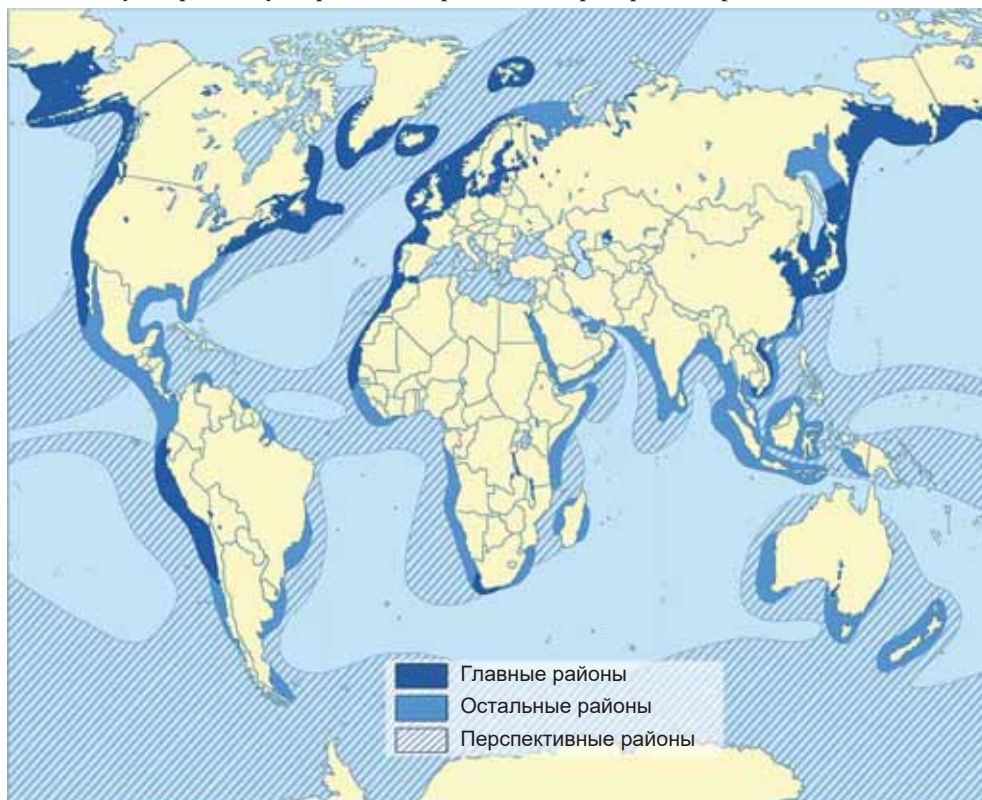 Главные районы
Остальные районы
Перспективные районы